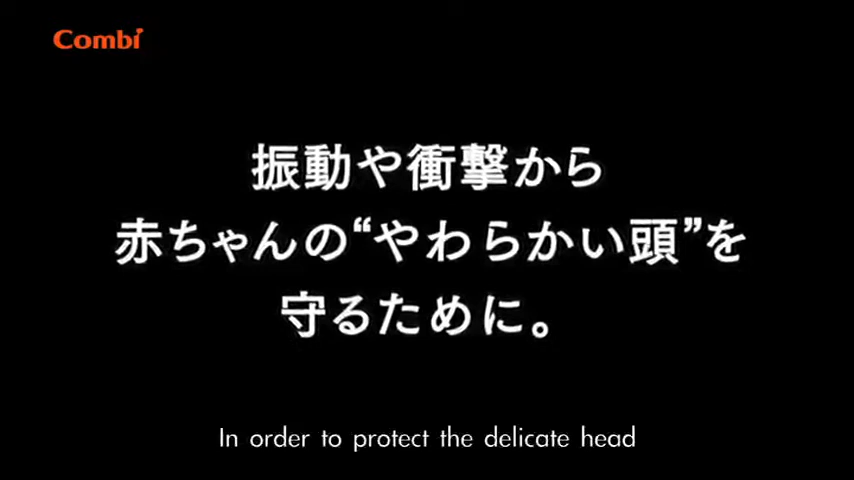 Combi
振動や衝撃から
赤ちゃんの“やわらかい頭”を
守るために。
In order to protect the delicate head